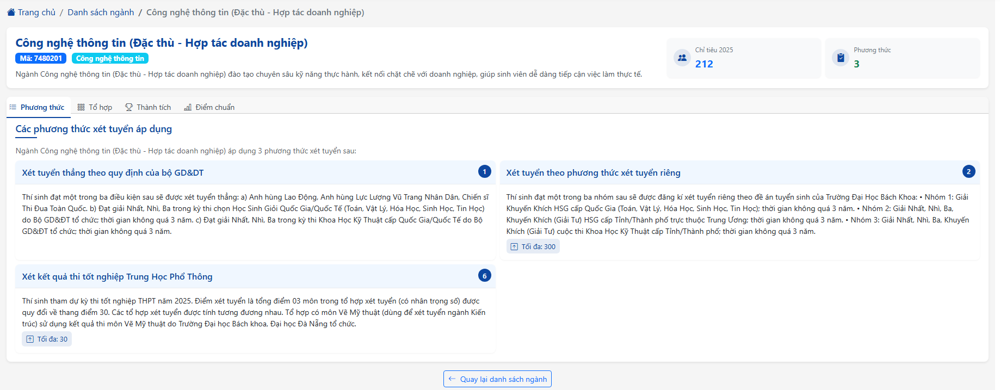 Trang chủ / Danh sách ngành / Công nghệ thông tin (Đặc thù - Hợp tác doanh nghiệp)
Công nghệ thông tin (Đặc thù - Hợp tác doanh nghiệp)
Mã: 7480201 Công nghệ thông tin
Ngành Công nghệ thông tin (Đặc thù - Hợp tác doanh nghiệp) đào tạo chuyên sâu kỹ năng thực hành, kết nối chặt chẽ với doanh nghiệp, giúp sinh viên dễ dàng tiếp cận việc làm thực tế.
Chỉ tiêu 2025
212
Phương thức
3
Phương thức Tổ hợp Thành tích Điểm chuẩn
Các phương thức xét tuyển áp dụng
Ngành Công nghệ thông tin (Đặc thù - Hợp tác doanh nghiệp) áp dụng 3 phương thức xét tuyển sau:
Xét tuyển thẳng theo quy định của bộ GD&DT 1
Thí sinh đạt một trong ba điều kiện sau sẽ được xét tuyển thẳng: a) Anh hùng Lao Động, Anh hùng Lực Lượng Vũ Trang Nhân Dân, Chiến sĩ
Thi Đua Toàn Quốc. b) Đạt giải Nhất, Nhì, Ba trong kỳ thi chọn Học Sinh Giỏi Quốc Gia/Quốc Tế (Toán, Vật Lý, Hóa Học, Sinh Học, Tin Học)
do Bộ GD&ĐT tổ chức; thời gian không quá 3 năm. c) Đạt giải Nhất, Nhì, Ba trong kỳ thi Khoa Học Kỹ Thuật cấp Quốc Gia/Quốc Tế do Bộ
GD&ĐT tổ chức; thời gian không quá 3 năm.
Xét tuyển theo phương thức xét tuyển riêng 2
Thí sinh đạt một trong ba nhóm sau sẽ được đăng kí xét tuyển riêng theo đề án tuyển sinh của Trường Đại Học Bách Khoa: • Nhóm 1: Giải
Khuyến Khích HSG cấp Quốc Gia (Toán, Vật Lý, Hóa Học, Sinh Học, Tin Học); thời gian không quá 3 năm. • Nhóm 2: Giải Nhất, Nhì, Ba,
Khuyến Khích (Giải Tư) HSG cấp Tỉnh/Thành phố trực thuộc Trung Ương; thời gian không quá 3 năm. • Nhóm 3: Giải Nhất, Nhì, Ba, Khuyến
Khích (Giải Tư) cuộc thi Khoa Học Kỹ Thuật cấp Tỉnh/Thành phố; thời gian không quá 3 năm.
Tối đa: 300
Xét kết quả thi tốt nghiệp Trung Học Phổ Thông 6
Thí sinh tham dự kỳ thi tốt nghiệp THPT năm 2025. Điểm xét tuyển là tổng điểm 03 môn trong tổ hợp xét tuyển (có nhân trọng số) được
quy đổi về thang điểm 30. Các tổ hợp xét tuyển được tính tương đương nhau. Tổ hợp có môn Vẽ Mỹ thuật (dùng để xét tuyển ngành Kiến
trúc) sử dụng kết quả thi môn Vẽ Mỹ thuật do Trường Đại học Bách khoa, Đại học Đà Nẵng tổ chức.
Tối đa: 30
Quay lại danh sách ngành